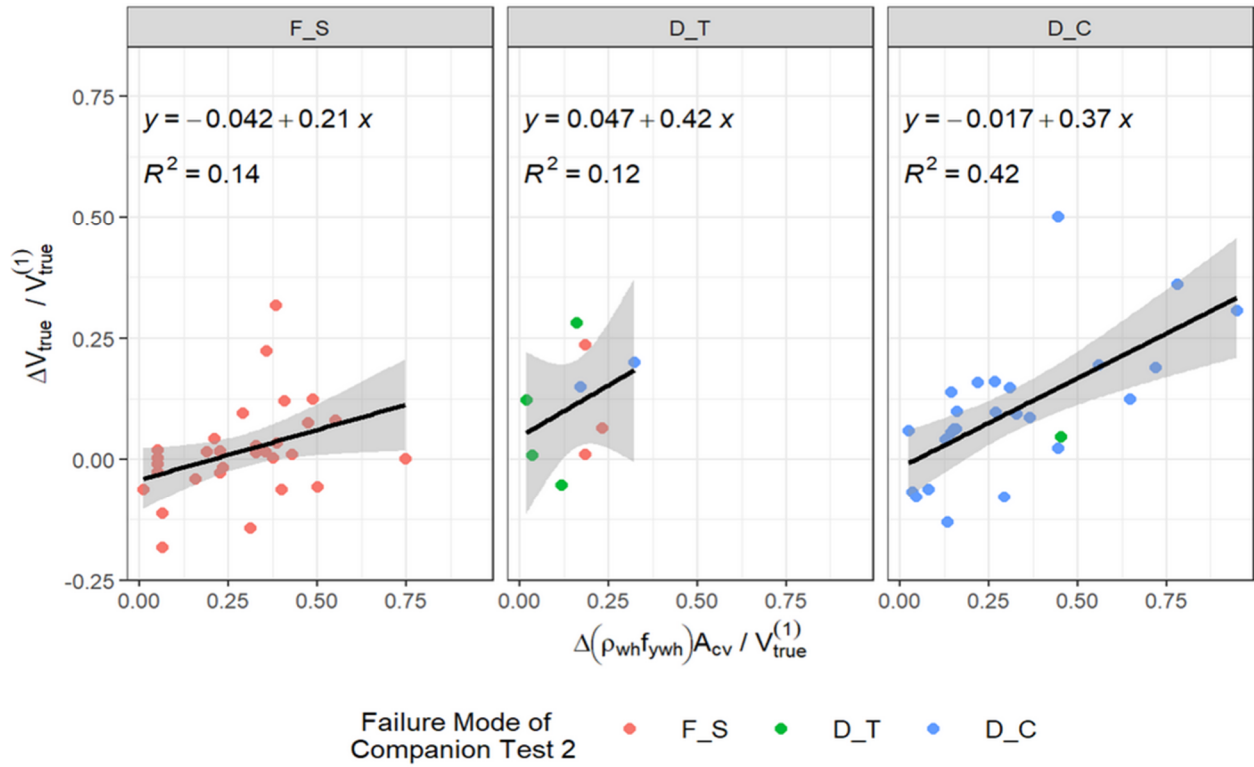 F_S
D_T
D_C
y = −0.042 + 0.21 x
R² = 0.14
y = 0.047 + 0.42 x
R² = 0.12
y = −0.017 + 0.37 x
R² = 0.42
ΔV_true / V_true^(1)
0.75
0.50
0.25
0.00
-0.25
0.00 0.25 0.50 0.75
0.00 0.25 0.50 0.75
0.00 0.25 0.50 0.75
Δ(ρ_wh f_ywh)A_cv / V_true^(1)
Failure Mode of
Companion Test 2
F_S
D_T
D_C